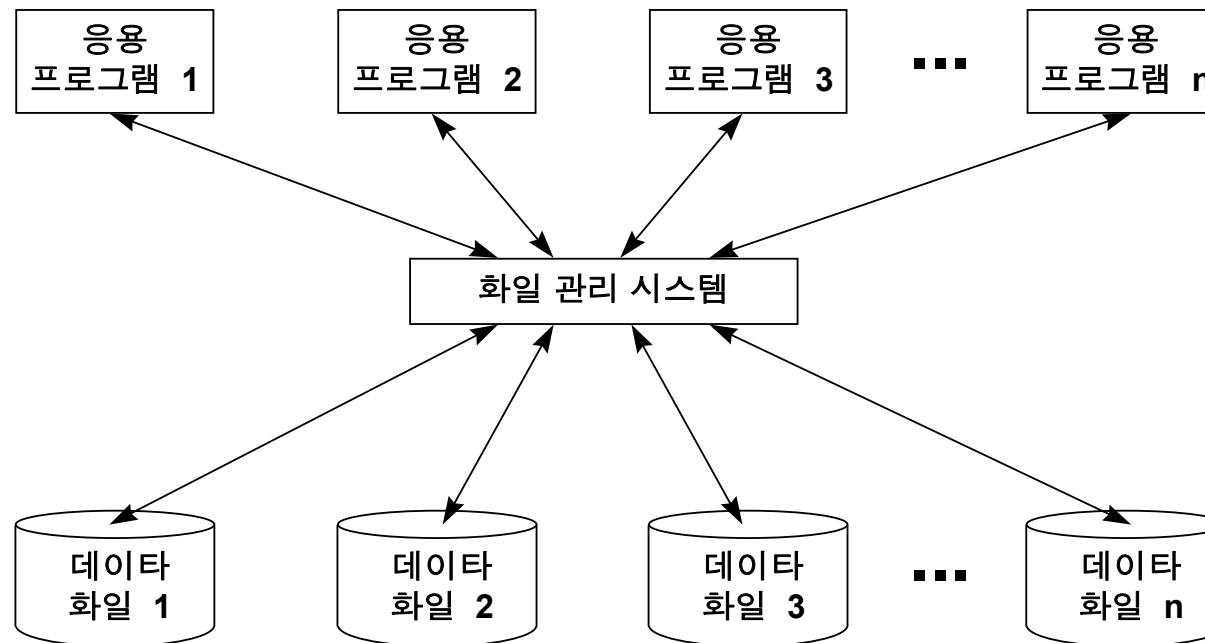 응용
프로그램 1
응용
프로그램 2
응용
프로그램 3
...
응용
프로그램 n
화일 관리 시스템
데이타
화일 1
데이타
화일 2
데이타
화일 3
...
데이타
화일 n